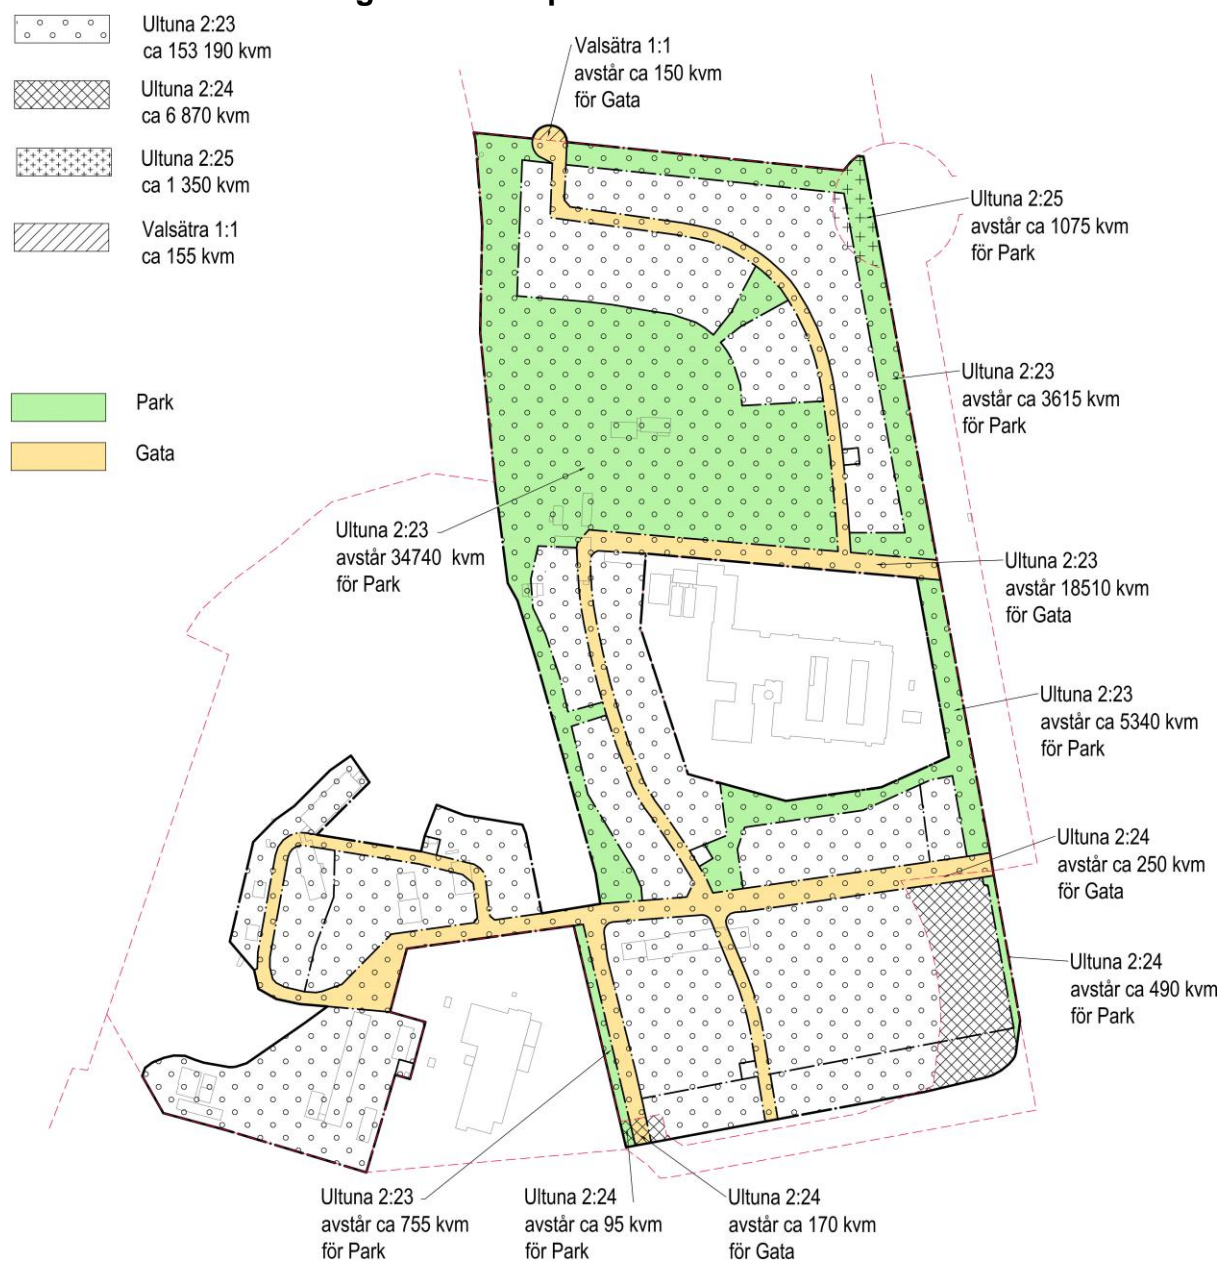 Ultuna 2:23
ca 153 190 kvm
Ultuna 2:24
ca 6 870 kvm
Ultuna 2:25
ca 1 350 kvm
Valsätra 1:1
ca 155 kvm
Park
Gata
Valsätra 1:1
avstår ca 150 kvm
för Gata
Ultuna 2:25
avstår ca 1075 kvm
för Park
Ultuna 2:23
avstår ca 3615 kvm
för Park
Ultuna 2:23
avstår 34740 kvm
för Park
Ultuna 2:23
avstår 18510 kvm
för Gata
Ultuna 2:23
avstår ca 5340 kvm
för Park
Ultuna 2:24
avstår ca 250 kvm
för Gata
Ultuna 2:24
avstår ca 490 kvm
för Park
Ultuna 2:23
avstår ca 755 kvm
för Park
Ultuna 2:24
avstår ca 95 kvm
för Park
Ultuna 2:24
avstår ca 170 kvm
för Gata